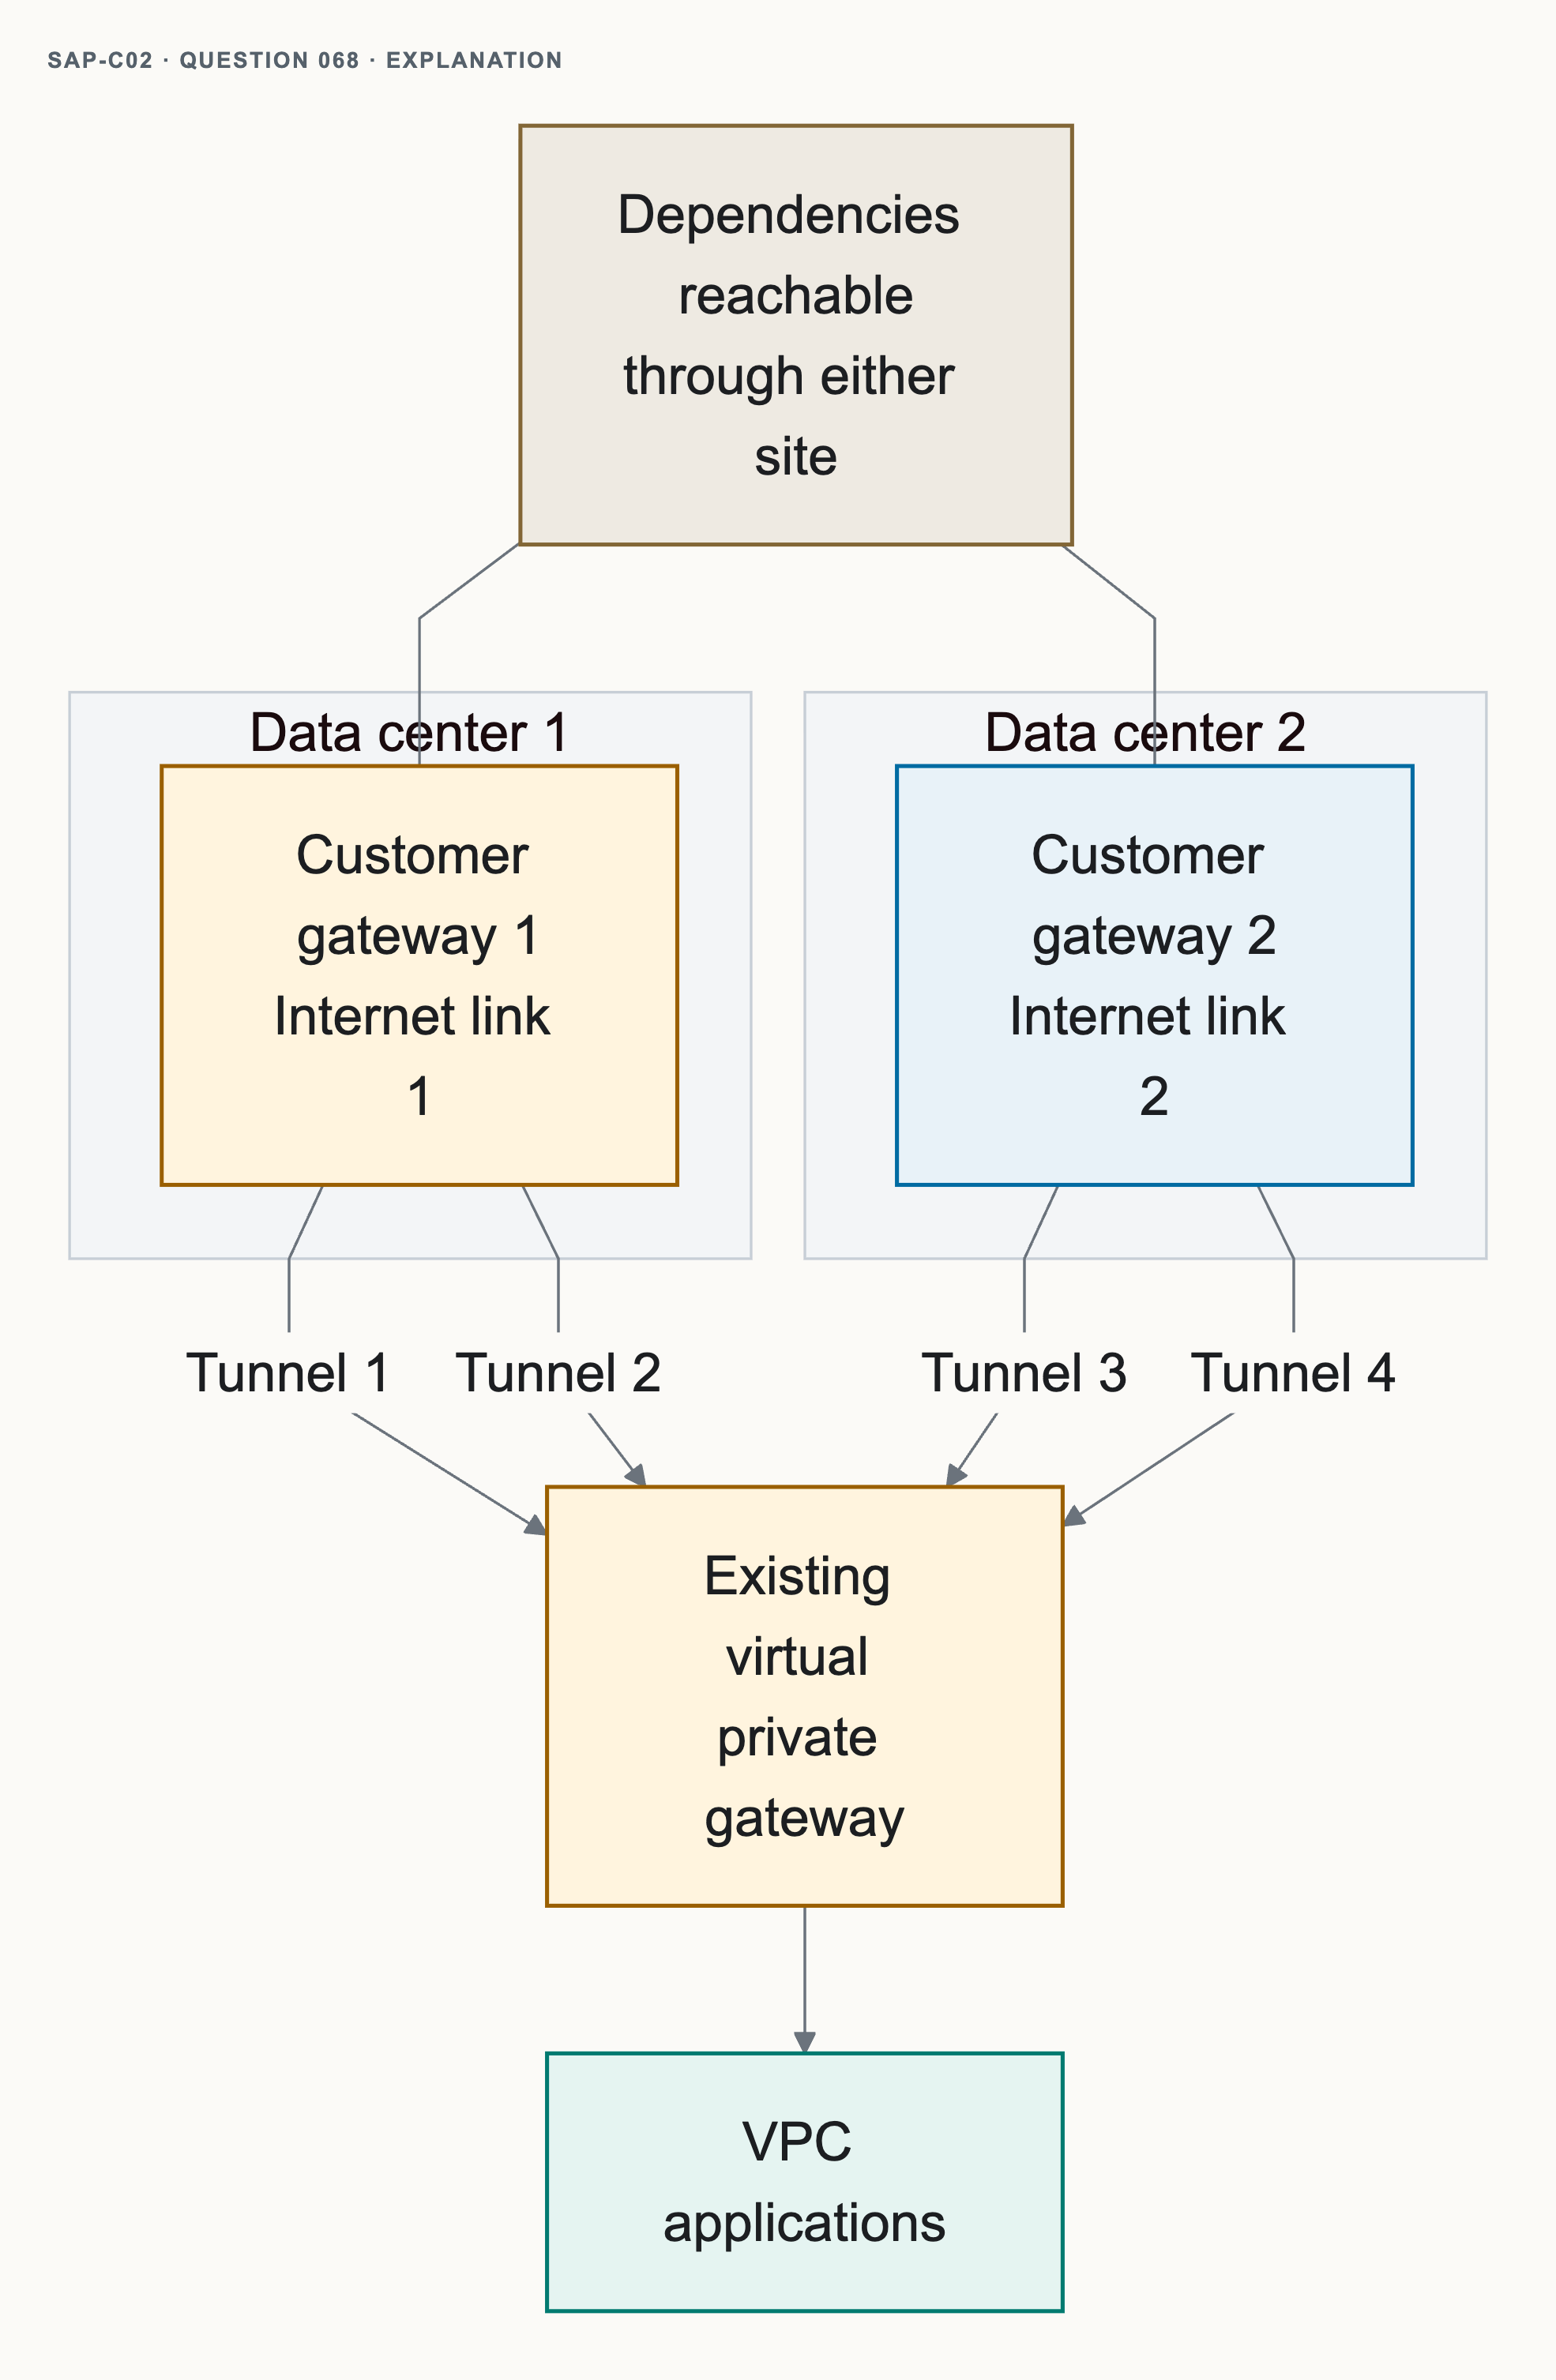 SAP-C02 · QUESTION 068 · EXPLANATION
Dependencies
reachable
through either
site
Data center 1
Customer
gateway 1
Internet link
1
Data center 2
Customer
gateway 2
Internet link
2
Tunnel 1
Tunnel 2
Tunnel 3
Tunnel 4
Existing
virtual
private
gateway
VPC
applications